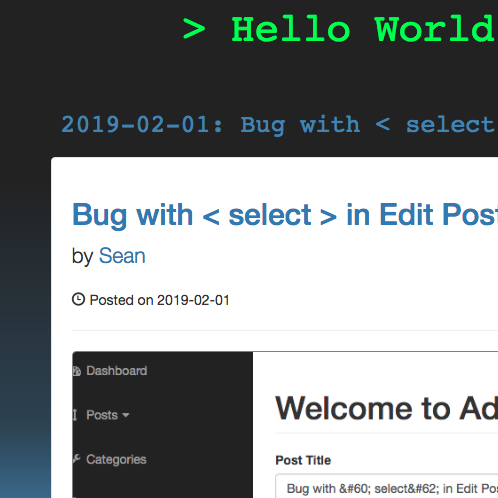 > Hello World
2019-02-01: Bug with < select
Bug with < select > in Edit Post
by Sean
Posted on 2019-02-01
Dashboard
Welcome to Ad
Posts
Categories
Post Title
Bug with &#60; select&#62; in Edit Pos